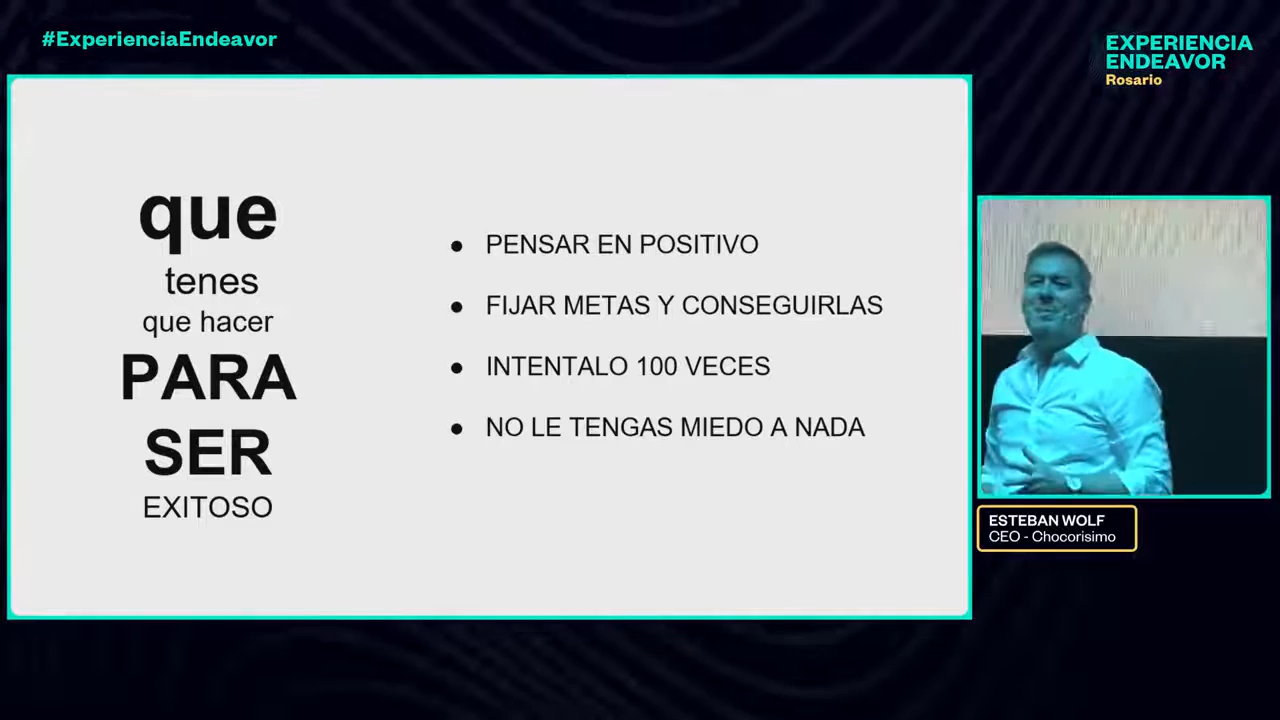 #ExperienciaEndeavor
EXPERIENCIA
ENDEAVOR
Rosario
que
tenes
que hacer
PARA
SER
EXITOSO
● PENSAR EN POSITIVO
● FIJAR METAS Y CONSEGUIRLAS
● INTENTALO 100 VECES
● NO LE TENGAS MIEDO A NADA
ESTEBAN WOLF
CEO - Chocorisimo